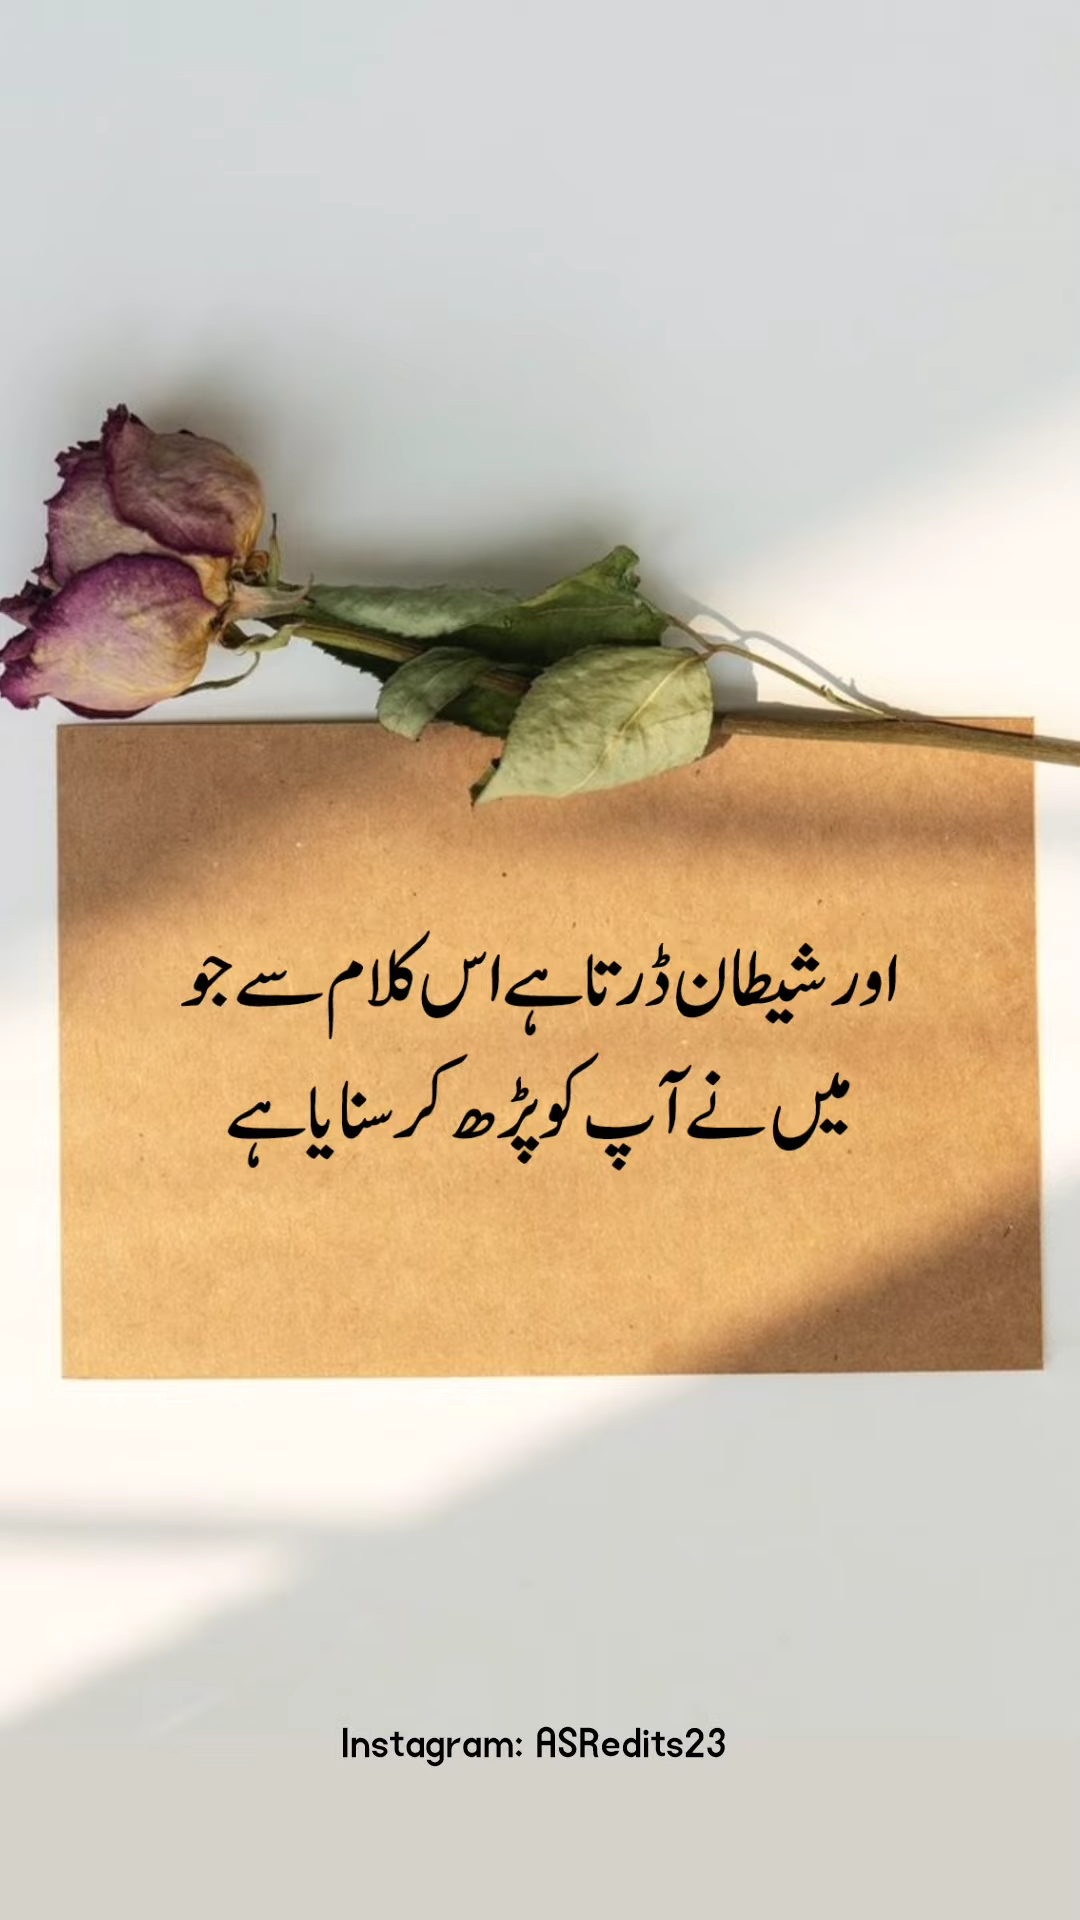 اور شیطان ڈرتا ہے اس کلام سے جو
میں نے آپ کو پڑھ کر سنایا ہے
Instagram: ASRedits23